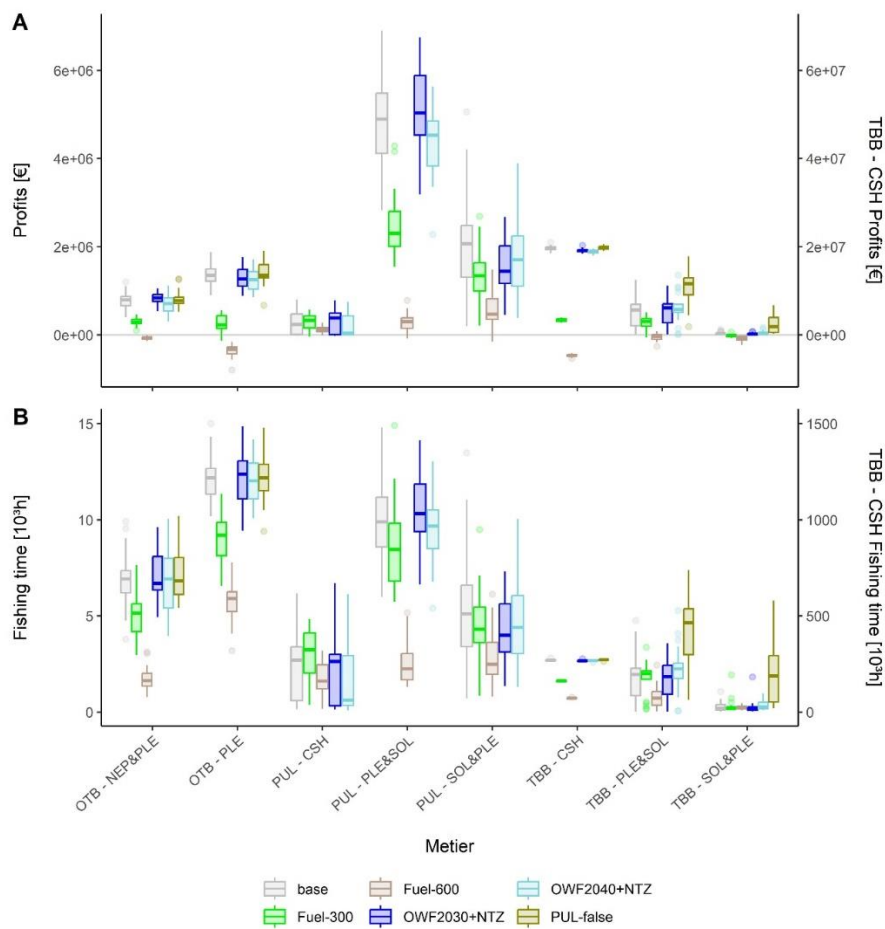 A
6e+06
4e+06
2e+06
0e+00
Profits [€]
6e+07
4e+07
2e+07
0e+00
TBB - CSH Profits
[€]
B
15
10
5
0
Fishing time [10³h]
1500
1000
500
0
TBB - CSH Fishing time
[10³h]
OTB - NEP&PLE
OTB - PLE
PUL - CSH
PUL - PLE&SOL
PUL - SOL&PLE
TBB - CSH
TBB - PLE&SOL
TBB - SOL&PLE
Metier
base
Fuel-600
OWF2040+NTZ
Fuel-300
OWF2030+NTZ
PUL-false